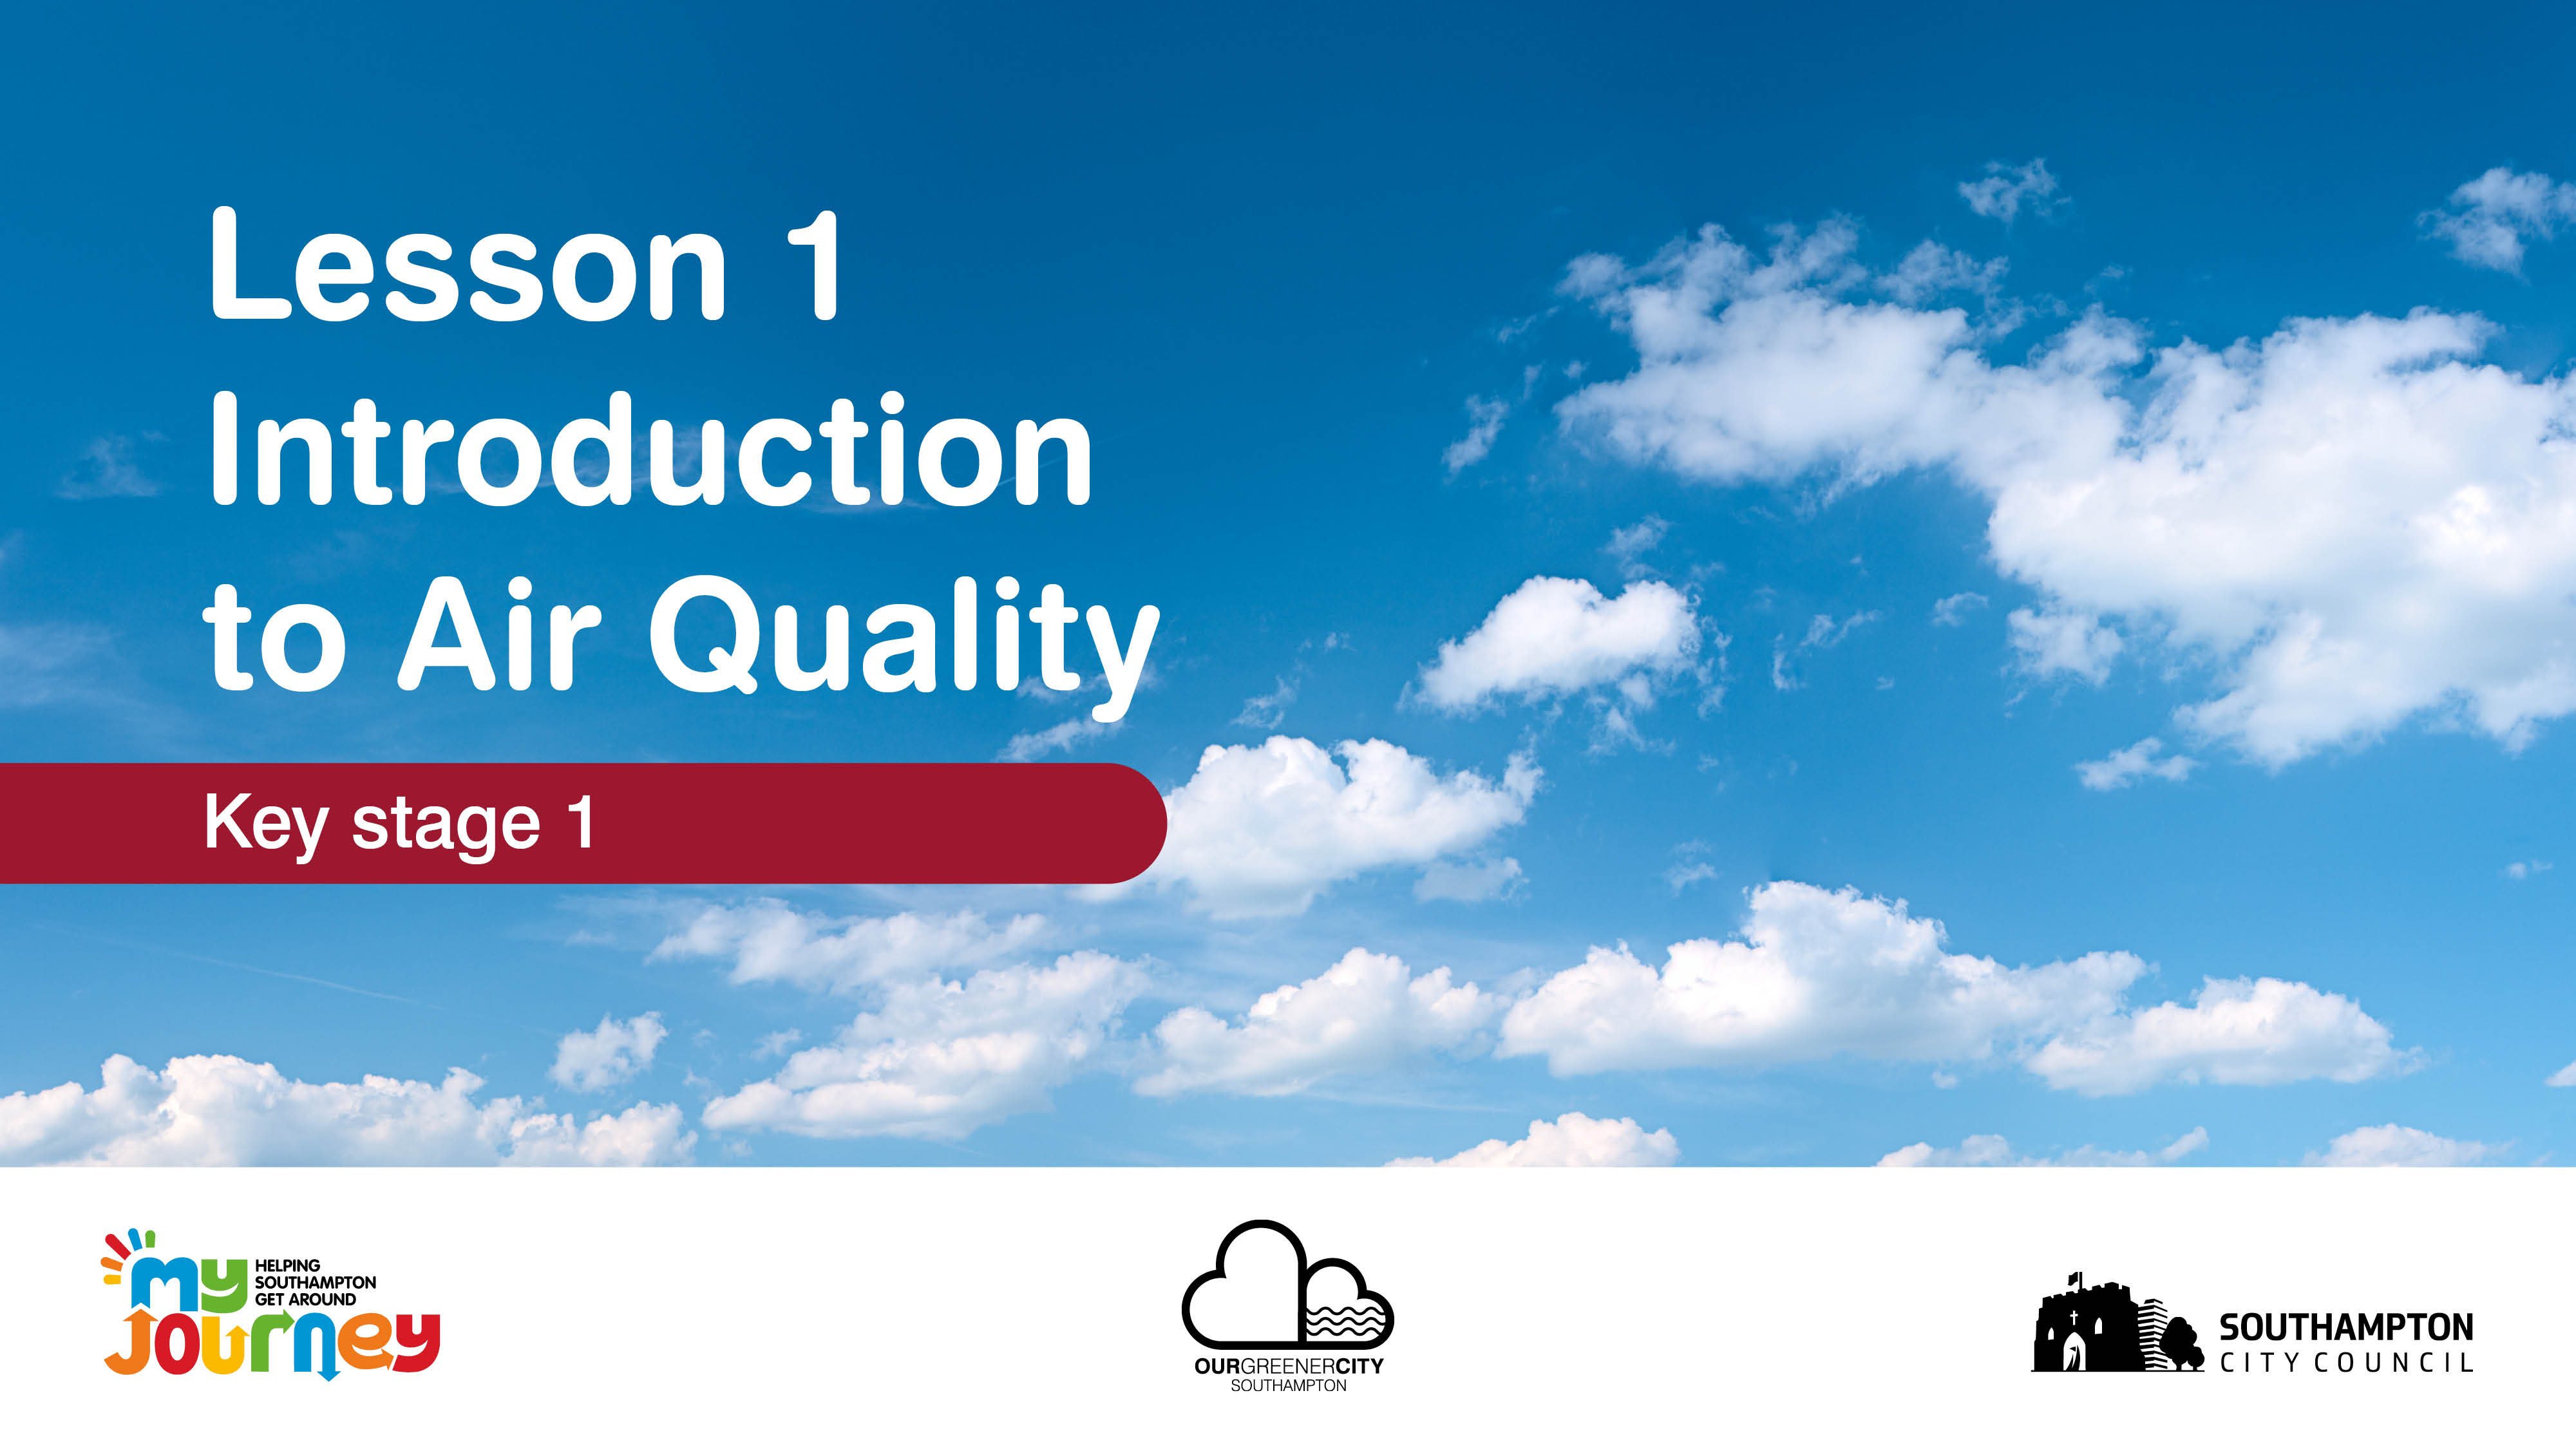 Lesson 1
Introduction
to Air Quality
Key stage 1
my
HELPING
SOUTHAMPTON
GET AROUND
JOURNEY
OURGREENERCITY
SOUTHAMPTON
SOUTHAMPTON
CITY COUNCIL